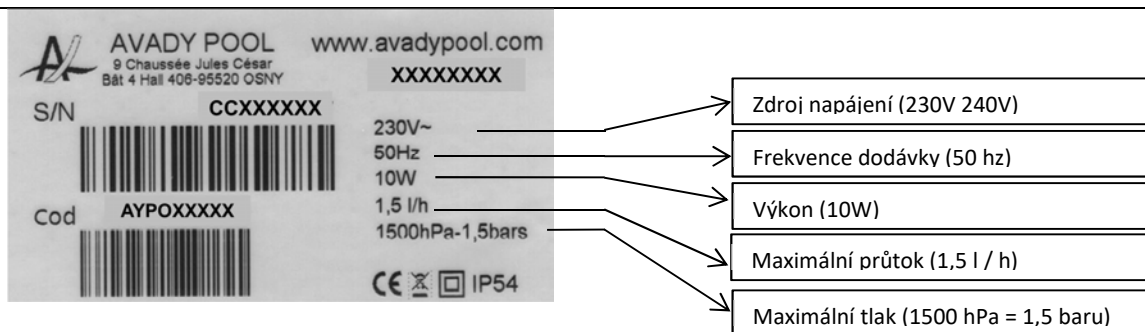 AVADY POOL
9 Chaussée Jules César
Bât 4 Hall 406-95520 OSNY
www.avadypool.com
XXXXXXXX
S/N
CCXXXXXX
230V~
50Hz
10W
1,5 l/h
1500hPa-1,5bars
Cod
AYPOXXXXX
CE
IP54
Zdroj napájení (230V 240V)
Frekvence dodávky (50 hz)
Výkon (10W)
Maximální průtok (1,5 l / h)
Maximální tlak (1500 hPa = 1,5 baru)